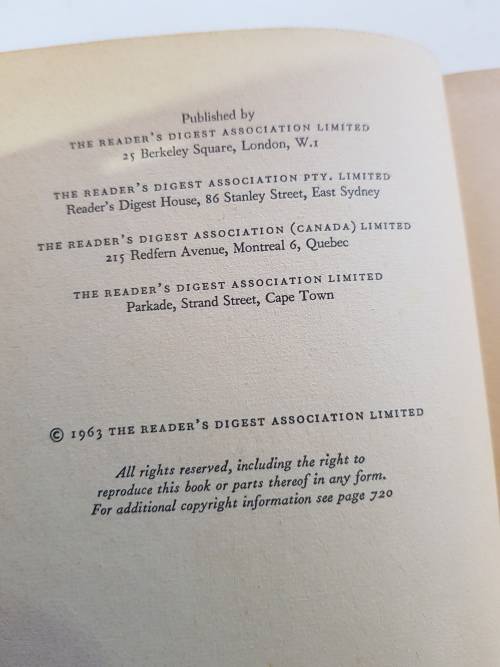 Published by
THE READER'S DIGEST ASSOCIATION LIMITED
25 Berkeley Square, London, W.1
THE READER'S DIGEST ASSOCIATION PTY. LIMITED
Reader's Digest House, 86 Stanley Street, East Sydney
THE READER'S DIGEST ASSOCIATION (CANADA) LIMITED
215 Redfern Avenue, Montreal 6, Quebec
THE READER'S DIGEST ASSOCIATION LIMITED
Parkade, Strand Street, Cape Town
© 1963 THE READER'S DIGEST ASSOCIATION LIMITED
All rights reserved, including the right to
reproduce this book or parts thereof in any form.
For additional copyright information see page 720